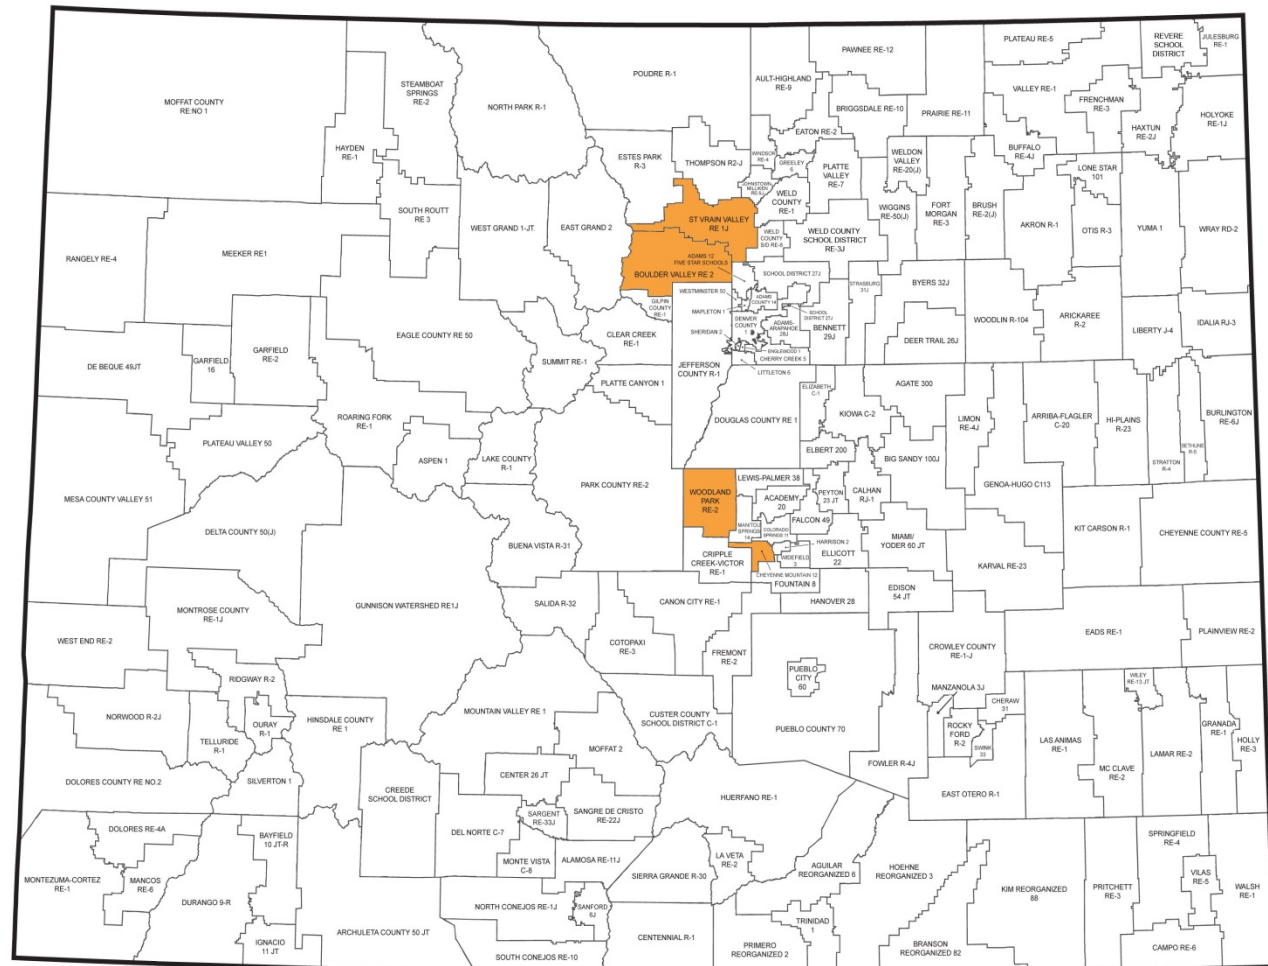 MOFFAT COUNTY
RE:NO 1
STEAMBOAT
SPRINGS
RE-2
NORTH PARK R-1
POUDRE R-1
AULT-HIGHLAND
RE-9
PAWNEE RE-12
PLATEAU RE-5
REVERE
SCHOOL
DISTRICT
JULESBURG
RE-1
BRIGGSDALE RE-10
PRAIRIE RE-11
VALLEY RE-1
FRENCHMAN
RE-3
HAXTUN
RE-2J
HOLYOKE
RE-1J
HAYDEN
RE-1
ESTES PARK
R-3
THOMPSON R2-J
EATON RE-2
WINDSOR
RE-4
GREELEY
6
PLATTE
VALLEY
RE-7
WELDON
VALLEY
RE-20(J)
BUFFALO
RE-4J
LONE STAR
101
JOHNSTOWN-
MILLIKEN
RE-5J
WELD
COUNTY
RE-1
WIGGINS
RE-50(J)
FORT
MORGAN
RE-3
BRUSH
RE-2(J)
AKRON R-1
OTIS R-3
YUMA 1
WRAY RD-2
SOUTH ROUTT
RE 3
WEST GRAND 1-JT.
EAST GRAND 2
ST VRAIN VALLEY
RE 1J
WELD
COUNTY
S/D RE-8
WELD COUNTY
SCHOOL DISTRICT
RE-3J
RANGELY RE-4
MEEKER RE1
ADAMS 12
FIVE STAR SCHOOLS
BOULDER VALLEY RE 2
SCHOOL DISTRICT 27J
STRASBURG
31J
BYERS 32J
WOODLIN R-104
ARICKAREE
R-2
LIBERTY J-4
IDALIA RJ-3
WESTMINSTER 50
ADAMS
COUNTY 14
GILPIN
COUNTY
RE-1
MAPLETON 1
SCHOOL
DISTRICT 27J
DENVER
COUNTY
1
ADAMS-
ARAPAHOE
28J
BENNETT
29J
DEER TRAIL 26J
SHERIDAN 2
ENGLEWOOD 1
CHERRY CREEK 5
LITTLETON 6
EAGLE COUNTY RE 50
CLEAR CREEK
RE-1
SUMMIT RE-1
JEFFERSON
COUNTY R-1
DE BEQUE 49JT
GARFIELD
16
GARFIELD
RE-2
PLATTE CANYON 1
DOUGLAS COUNTY RE 1
ELIZABETH
C-1
KIOWA C-2
AGATE 300
LIMON
RE-4J
ARRIBA-FLAGLER
C-20
HI-PLAINS
R-23
STRATTON
R-4
BETHUNE
R-5
BURLINGTON
RE-6J
ROARING FORK
RE-1
PLATEAU VALLEY 50
ASPEN 1
LAKE COUNTY
R-1
ELBERT 200
BIG SANDY 100J
GENOA-HUGO C113
MESA COUNTY VALLEY 51
PARK COUNTY RE-2
WOODLAND
PARK
RE-2
LEWIS-PALMER 38
ACADEMY
20
PEYTON
23 JT
CALHAN
RJ-1
FALCON 49
MANITOU
SPRINGS
14
COLORADO
SPRINGS 11
KIT CARSON R-1
CHEYENNE COUNTY RE-5
DELTA COUNTY 50(J)
BUENA VISTA R-31
CRIPPLE
CREEK-VICTOR
RE-1
HARRISON 2
WIDEFIELD
3
ELLICOTT
22
MIAMI/
YODER 60 JT
KARVAL RE-23
CHEYENNE MOUNTAIN 12
FOUNTAIN 8
HANOVER 28
EDISON
54 JT
MONTROSE COUNTY
RE-1J
GUNNISON WATERSHED RE1J
SALIDA R-32
CANON CITY RE-1
COTOPAXI
RE-3
FREMONT
RE-2
WEST END RE-2
CROWLEY COUNTY
RE-1-J
EADS RE-1
PLAINVIEW RE-2
RIDGWAY R-2
PUEBLO
CITY
60
MANZANOLA 3J
CHERAW
31
WILEY
RE-13 JT
NORWOOD R-2J
OURAY
R-1
TELLURIDE
R-1
HINSDALE COUNTY
RE 1
MOUNTAIN VALLEY RE 1
CUSTER COUNTY
SCHOOL DISTRICT C-1
PUEBLO COUNTY 70
ROCKY
FORD
R-2
SWINK
33
LAS ANIMAS
RE-1
MC CLAVE
RE-2
LAMAR RE-2
GRANADA
RE-1
HOLLY
RE-3
MOFFAT 2
FOWLER R-4J
DOLORES COUNTY RE NO.2
SILVERTON 1
CREEDE
SCHOOL DISTRICT
CENTER 26 JT
EAST OTERO R-1
HUERFANO RE-1
SARGENT
RE-33J
SANGRE DE CRISTO
RE-22J
DOLORES RE-4A
BAYFIELD
10 JT-R
DEL NORTE C-7
MONTE VISTA
C-8
ALAMOSA RE-11J
LA VETA
RE-2
SIERRA GRANDE R-30
AGUILAR
REORGANIZED 6
HOEHNE
REORGANIZED 3
KIM REORGANIZED
88
PRITCHETT
RE-3
SPRINGFIELD
RE-4
VILAS
RE-5
WALSH
RE-1
MONTEZUMA-CORTEZ
RE-1
MANCOS
RE-6
DURANGO 9-R
NORTH CONEJOS RE-1J
SANFORD
6J
TRINIDAD
1
IGNACIO
11 JT
ARCHULETA COUNTY 50 JT
SOUTH CONEJOS RE-10
CENTENNIAL R-1
PRIMERO
REORGANIZED 2
BRANSON
REORGANIZED 82
CAMPO RE-6